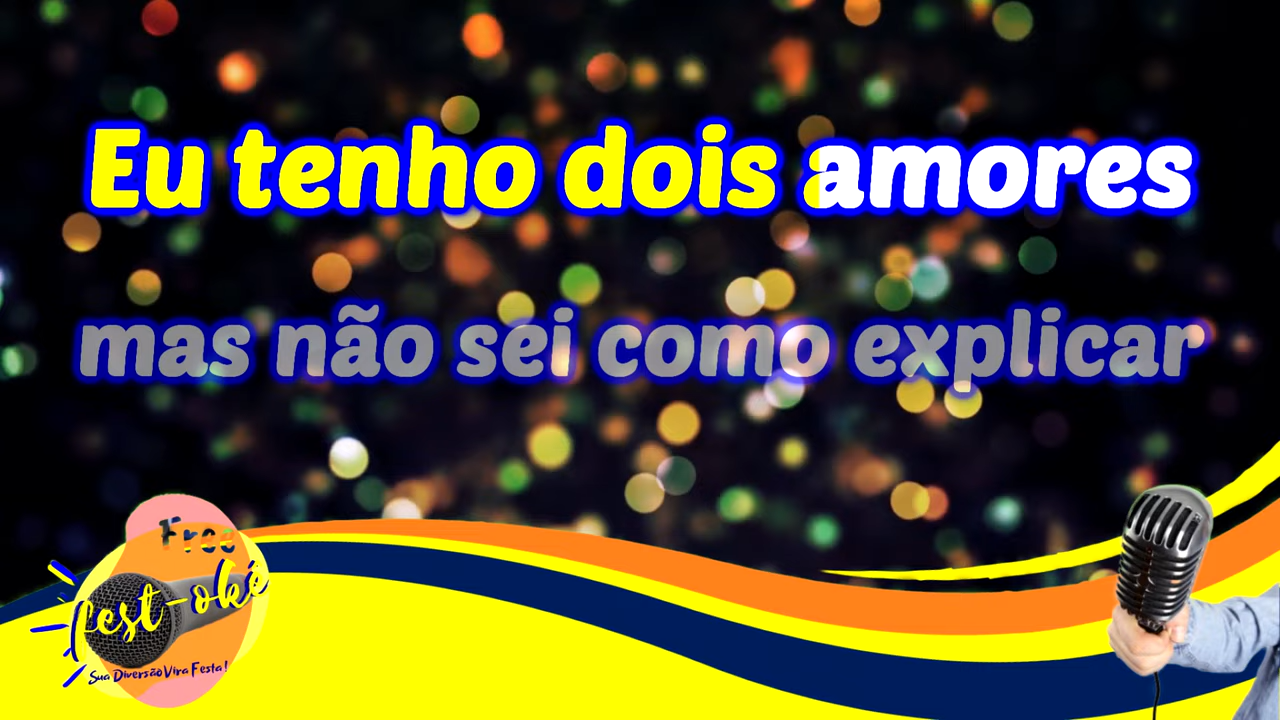 Eu tenho dois amores
mas não sei como explicar
Free
fest-okê
Sua Diversão Vira Festa!